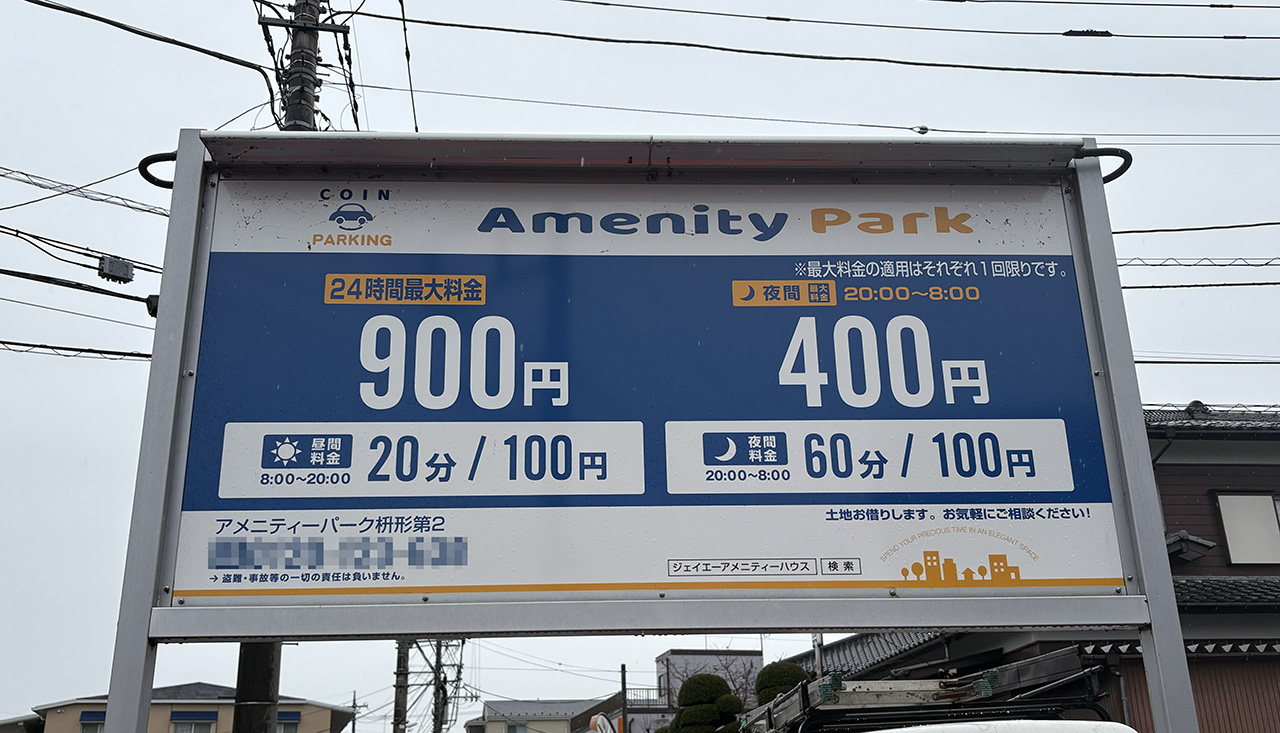 COIN
PARKING
Amenity Park
※最大料金の適用はそれぞれ1回限りです。
24時間最大料金
900円
夜間 最大料金 20:00〜8:00
400円
昼間料金
8:00〜20:00
20分 / 100円
夜間料金
20:00〜8:00
60分 / 100円
土地お借りします。お気軽にご相談ください!
アメニティーパーク枡形第2
→ 盗難・事故等の一切の責任は負いません。
ジェイエーアメニティーハウス 検索
SPEND YOUR PRECIOUS TIME IN AN ELEGANT SPACE